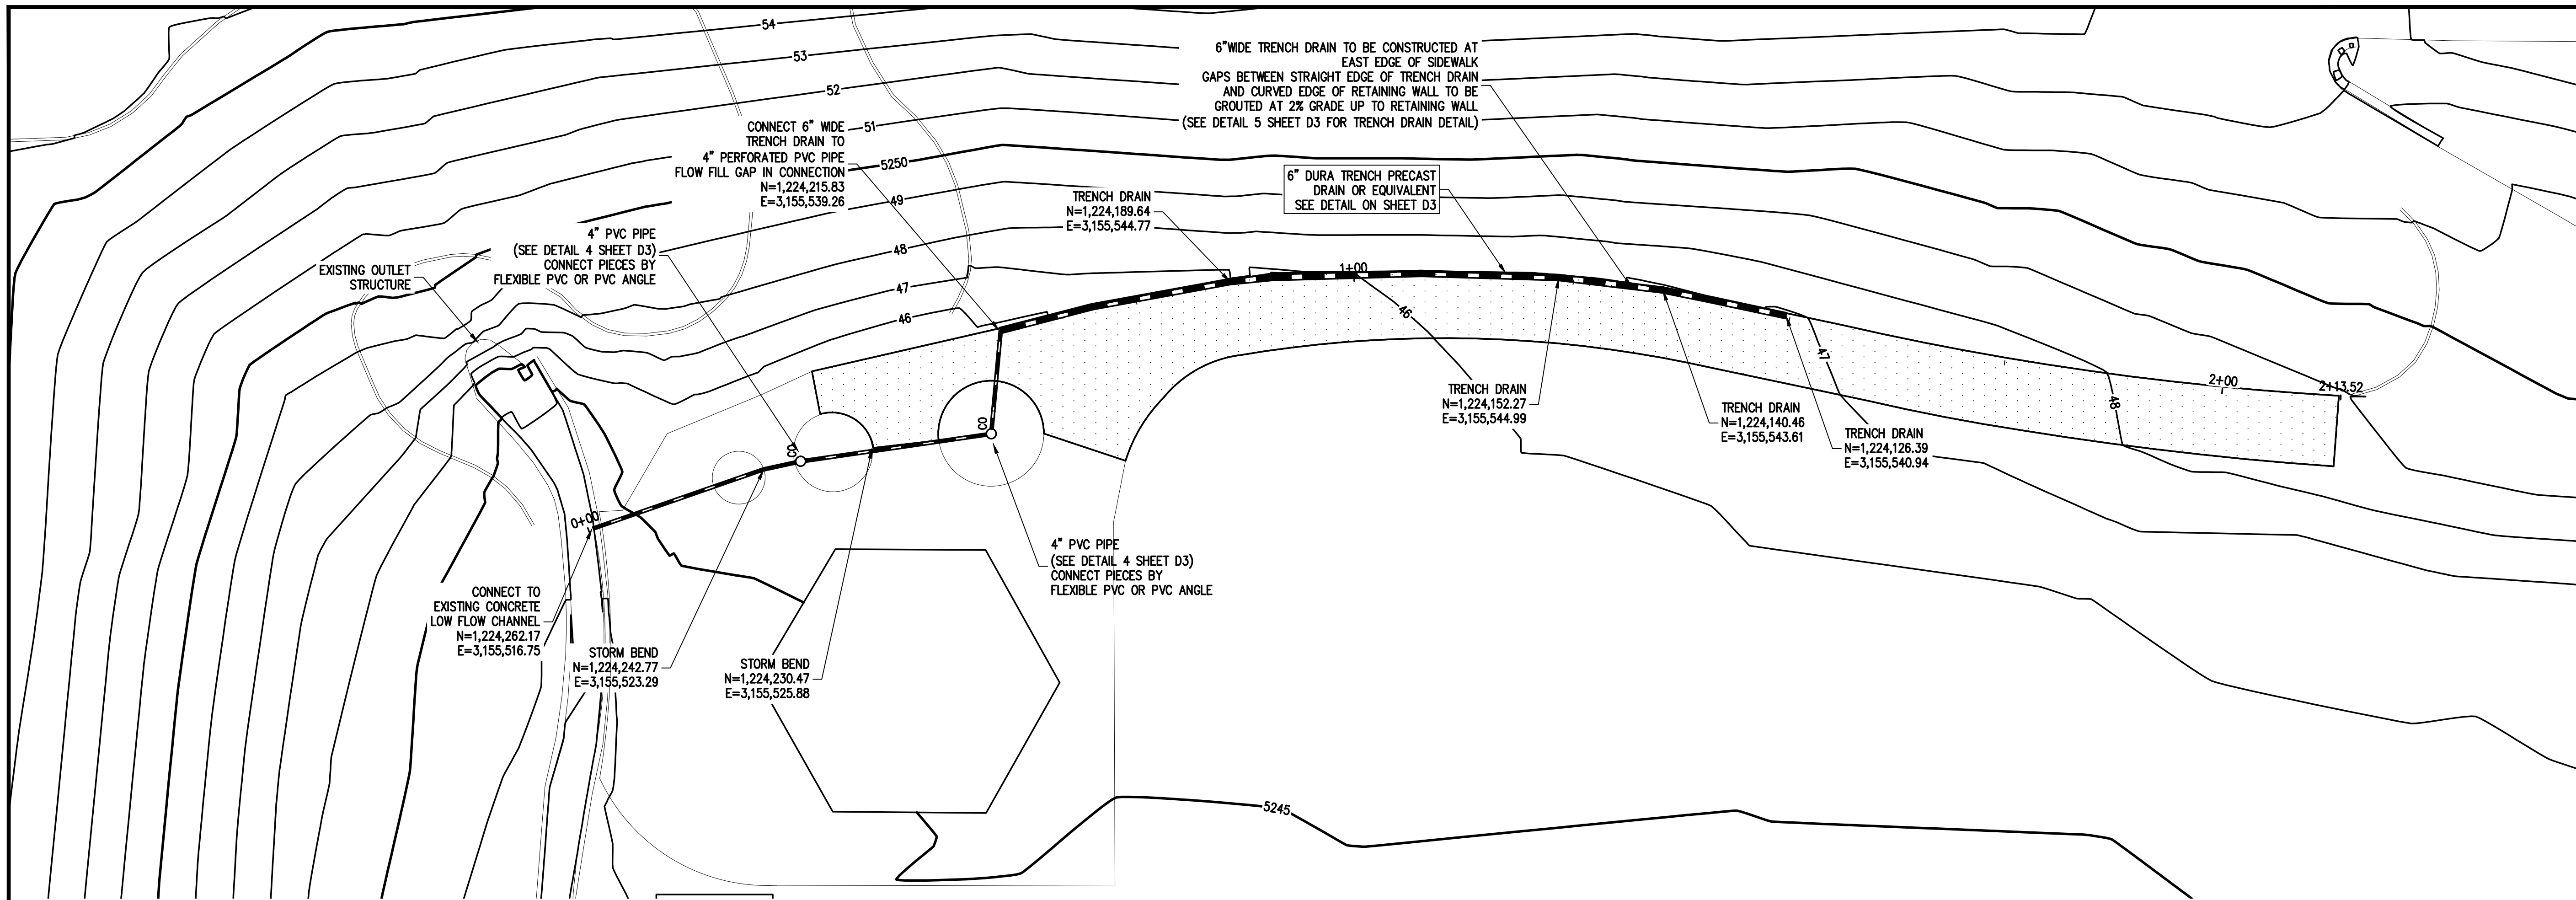 54
53
52
51
5250
49
48
47
46
6"WIDE TRENCH DRAIN TO BE CONSTRUCTED AT
EAST EDGE OF SIDEWALK
GAPS BETWEEN STRAIGHT EDGE OF TRENCH DRAIN
AND CURVED EDGE OF RETAINING WALL TO BE
GROUTED AT 2% GRADE UP TO RETAINING WALL
(SEE DETAIL 5 SHEET D3 FOR TRENCH DRAIN DETAIL)
CONNECT 6" WIDE
TRENCH DRAIN TO
4" PERFORATED PVC PIPE
FLOW FILL GAP IN CONNECTION
N=1,224,215.83
E=3,155,539.26
6" DURA TRENCH PRECAST
DRAIN OR EQUIVALENT
SEE DETAIL ON SHEET D3
TRENCH DRAIN
N=1,224,189.64
E=3,155,544.77
4" PVC PIPE
(SEE DETAIL 4 SHEET D3)
CONNECT PIECES BY
FLEXIBLE PVC OR PVC ANGLE
EXISTING OUTLET
STRUCTURE
1+00
46
47
48
2+00
2+13.52
TRENCH DRAIN
N=1,224,152.27
E=3,155,544.99
TRENCH DRAIN
N=1,224,140.46
E=3,155,543.61
TRENCH DRAIN
N=1,224,126.39
E=3,155,540.94
CO
CO
0+00
4" PVC PIPE
(SEE DETAIL 4 SHEET D3)
CONNECT PIECES BY
FLEXIBLE PVC OR PVC ANGLE
CONNECT TO
EXISTING CONCRETE
LOW FLOW CHANNEL
N=1,224,262.17
E=3,155,516.75
STORM BEND
N=1,224,242.77
E=3,155,523.29
STORM BEND
N=1,224,230.47
E=3,155,525.88
5245